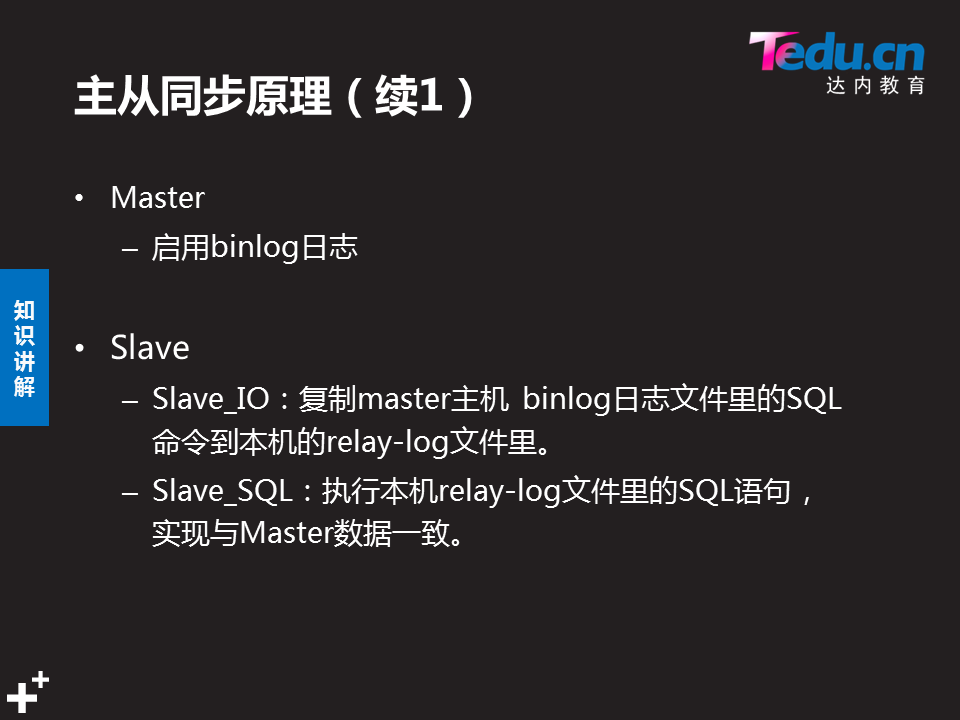 Tedu.cn
达内教育
主从同步原理（续1）
• Master
– 启用binlog日志
知识讲解
• Slave
– Slave_IO：复制master主机 binlog日志文件里的SQL
命令到本机的relay-log文件里。
– Slave_SQL：执行本机relay-log文件里的SQL语句，
实现与Master数据一致。